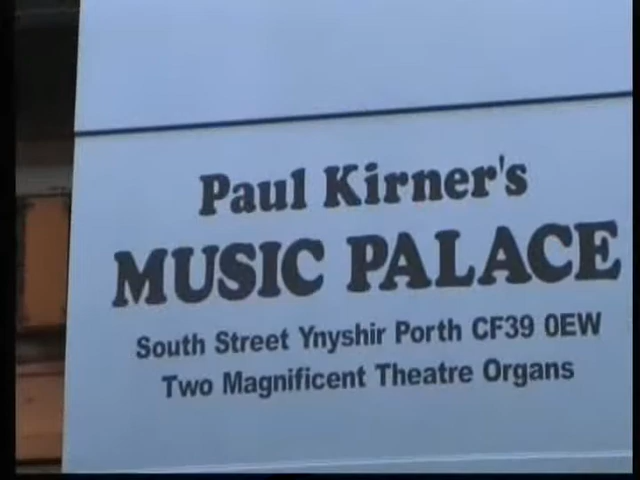 Paul Kirner's
MUSIC PALACE
South Street Ynyshir Porth CF39 0EW
Two Magnificent Theatre Organs